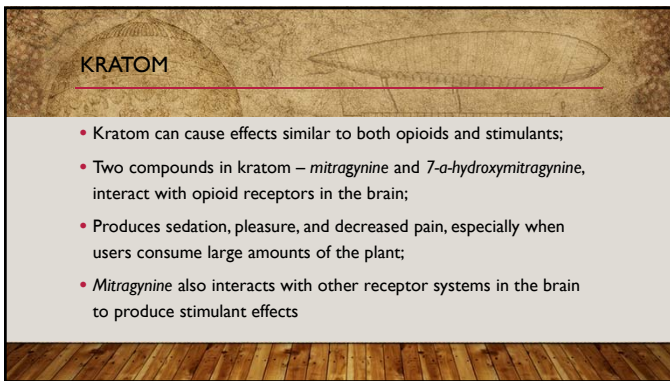 KRATOM
• Kratom can cause effects similar to both opioids and stimulants;
• Two compounds in kratom – mitragynine and 7-a-hydroxymitragynine,
interact with opioid receptors in the brain;
• Produces sedation, pleasure, and decreased pain, especially when
users consume large amounts of the plant;
• Mitragynine also interacts with other receptor systems in the brain
to produce stimulant effects